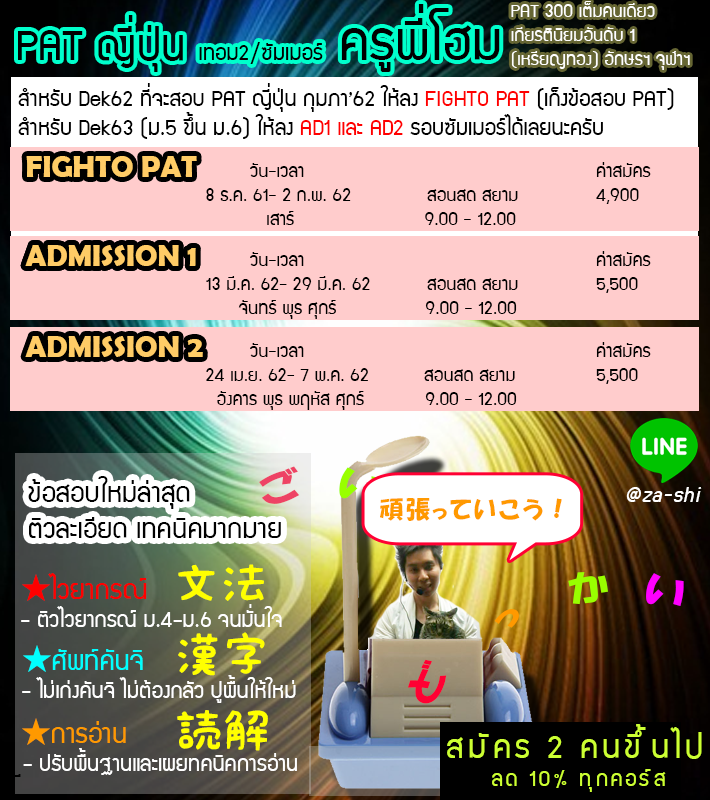 PAT ญี่ปุ่น เทอม2/ซัมเมอร์ ครูพี่โฮม
PAT 300 เต็มคนเดียว
เกียรตินิยมอันดับ 1
(เหรียญทอง) อักษรฯ จุฬาฯ
สำหรับ Dek62 ที่จะสอบ PAT ญี่ปุ่น กุมภา'62 ให้ลง FIGHTO PAT (เก็งข้อสอบ PAT)
สำหรับ Dek63 (ม.5 ขึ้น ม.6) ให้ลง AD1 และ AD2 รอบซัมเมอร์ได้เลยนะครับ
FIGHTO PAT วัน-เวลา ค่าสมัคร
8 ธ.ค. 61- 2 ก.พ. 62 สอนสด สยาม 4,900
เสาร์ 9.00 - 12.00
ADMISSION 1 วัน-เวลา ค่าสมัคร
13 มี.ค. 62- 29 มี.ค. 62 สอนสด สยาม 5,500
จันทร์ พุธ ศุกร์ 9.00 - 12.00
ADMISSION 2 วัน-เวลา ค่าสมัคร
24 เม.ย. 62- 7 พ.ค. 62 สอนสด สยาม 5,500
อังคาร พุธ พฤหัส ศุกร์ 9.00 - 12.00
LINE
@za-shi
ข้อสอบใหม่ล่าสุด
ติวละเอียด เทคนิคมากมาย
★ไวยากรณ์ 文法
- ติวไวยากรณ์ ม.4-ม.6 จนมั่นใจ
★ศัพท์คันจิ 漢字
- ไม่เก่งคันจิ ไม่ต้องกลัว ปูพื้นให้ใหม่
★การอ่าน 読解
- ปรับพื้นฐานและเผยทคนิคการอ่าน
頑張っていこう！
ご
い
か
り
っ
も
สมัคร 2 คนขึ้นไป
ลด 10% ทุกคอร์ส